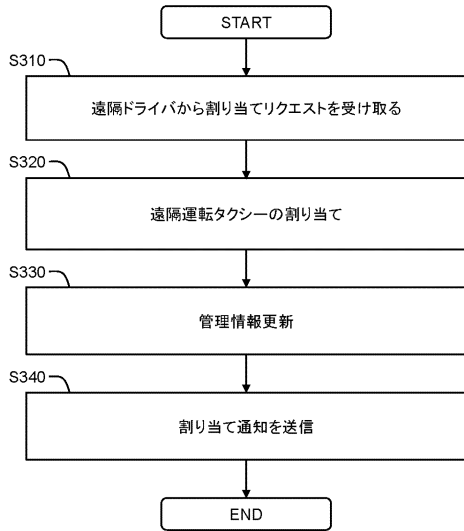 START
S310
遠隔ドライバから割り当てリクエストを受け取る
S320
遠隔運転タクシーの割り当て
S330
管理情報更新
S340
割り当て通知を送信
END